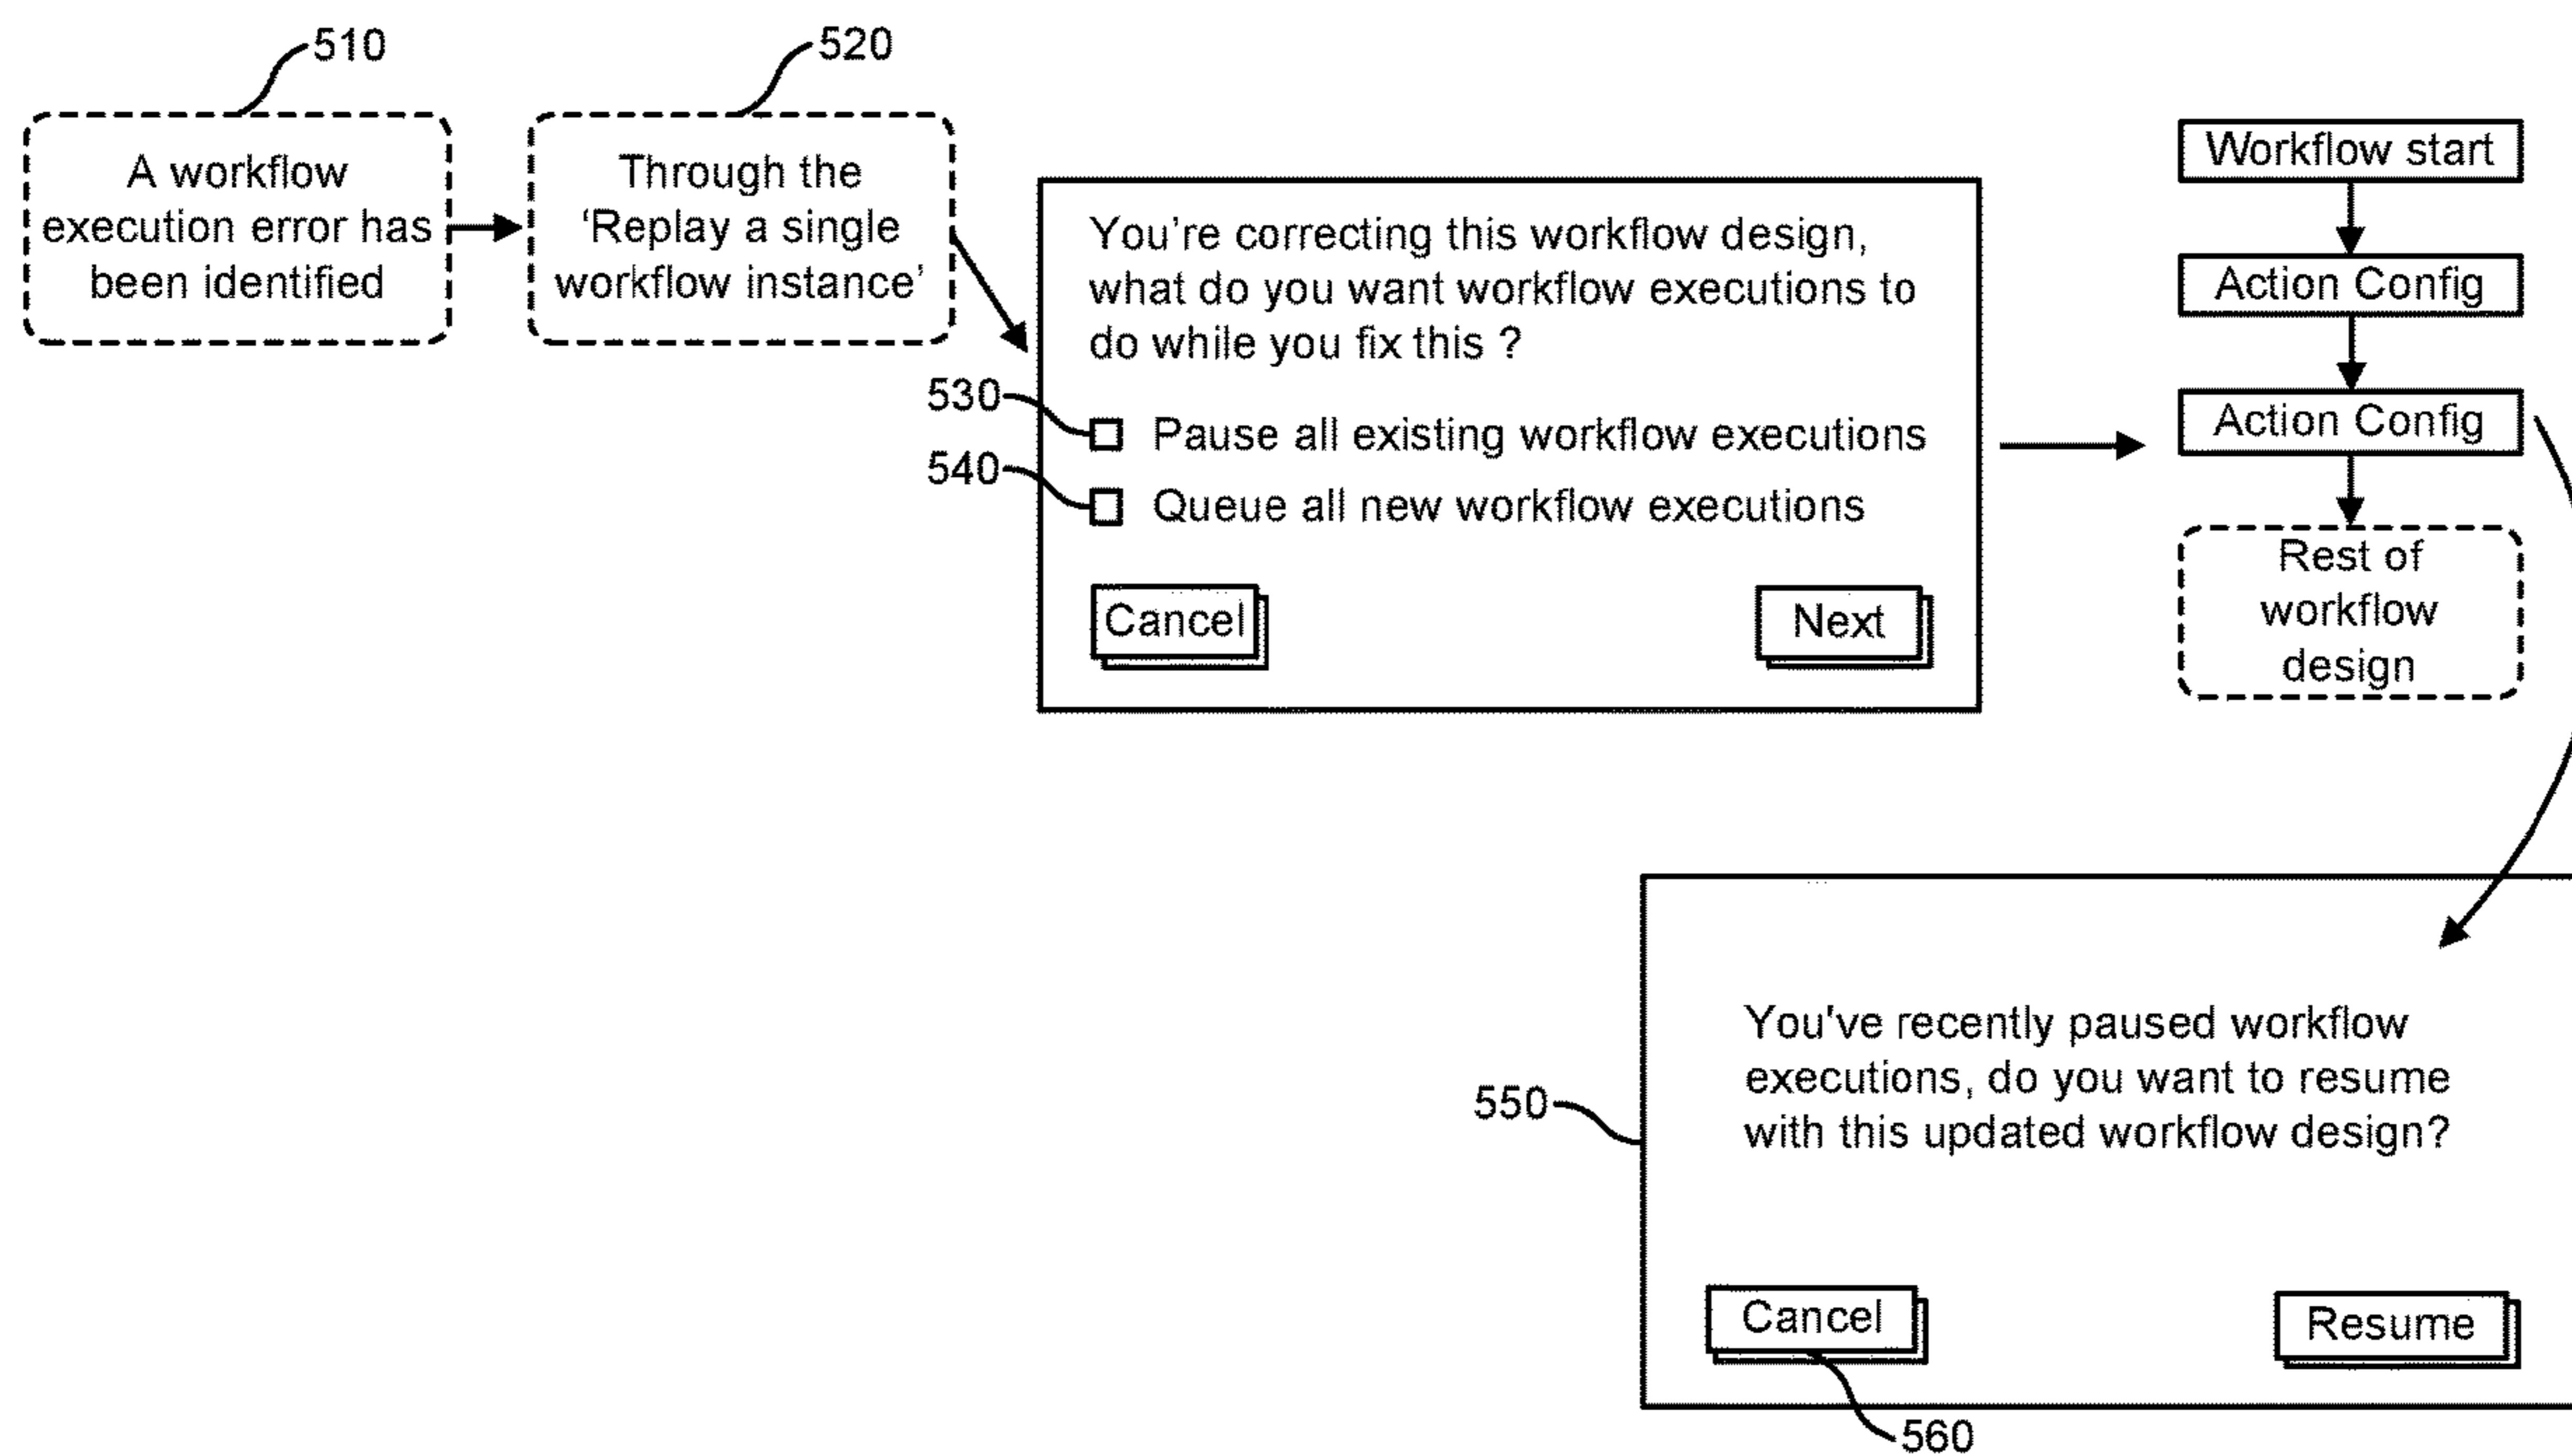 510
520
A workflow
execution error has
been identified
Through the
‘Replay a single
workflow instance’
You're correcting this workflow design,
what do you want workflow executions to
do while you fix this ?
530
Pause all existing workflow executions
540
Queue all new workflow executions
Cancel
Next
Workflow start
Action Config
Action Config
Rest of
workflow
design
550
You've recently paused workflow
executions, do you want to resume
with this updated workflow design?
Cancel
Resume
560